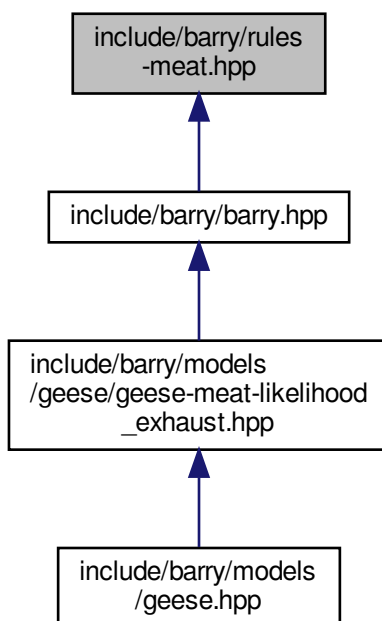 include/barry/rules
-meat.hpp
include/barry/barry.hpp
include/barry/models
/geese/geese-meat-likelihood
_exhaust.hpp
include/barry/models
/geese.hpp